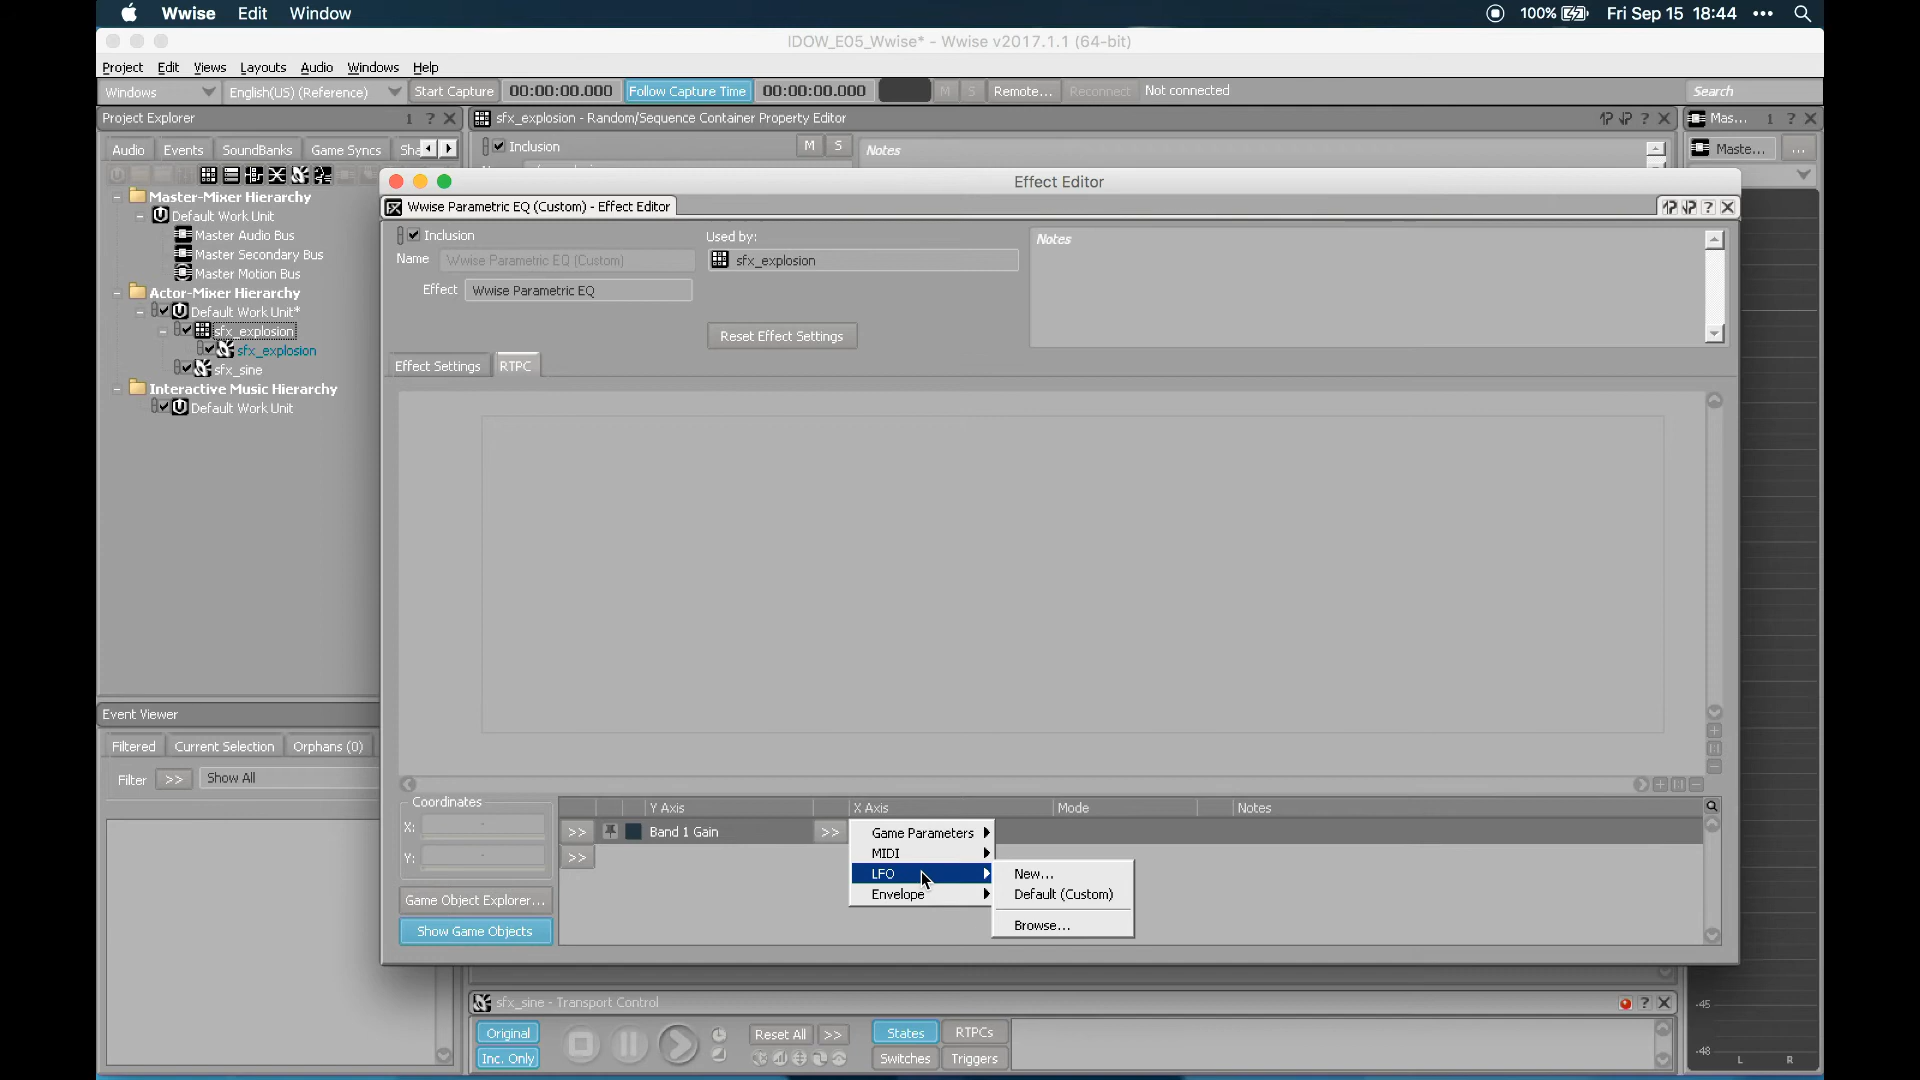 Wwise Edit Window 100% Fri Sep 15 18:44
IDOW_E05_Wwise* - Wwise v2017.1.1 (64-bit)
Project Edit Views Layouts Audio Windows Help
Windows English(US) (Reference) Start Capture 00:00:00.000 Follow Capture Time 00:00:00.000 M S Remote... Reconnect Not connected Search
Project Explorer 1 ? sfx_explosion - Random/Sequence Container Property Editor ? Mas... 1 ?
Audio Events SoundBanks Game Syncs Sha Inclusion M S Notes Maste... ...
Effect Editor
Wwise Parametric EQ (Custom) - Effect Editor ?
Master-Mixer Hierarchy
Default Work Unit
Master Audio Bus
Master Secondary Bus
Master Motion Bus
Actor-Mixer Hierarchy
Default Work Unit*
sfx_explosion
sfx_explosion
sfx_sine
Interactive Music Hierarchy
Default Work Unit
Inclusion Used by: Notes
Name Wwise Parametric EQ (Custom) sfx_explosion
Effect Wwise Parametric EQ
Reset Effect Settings
Effect Settings RTPC
Event Viewer
Filtered Current Selection Orphans (0)
Filter >> Show All
Coordinates Y Axis X Axis Mode Notes
X: - >> Band 1 Gain >> Game Parameters
Y: - >> MIDI
LFO New...
Envelope Default (Custom)
Browse...
Game Object Explorer...
Show Game Objects
sfx_sine - Transport Control ?
Original Reset All >> States RTPCs
Inc. Only Switches Triggers
-45
-48
L R